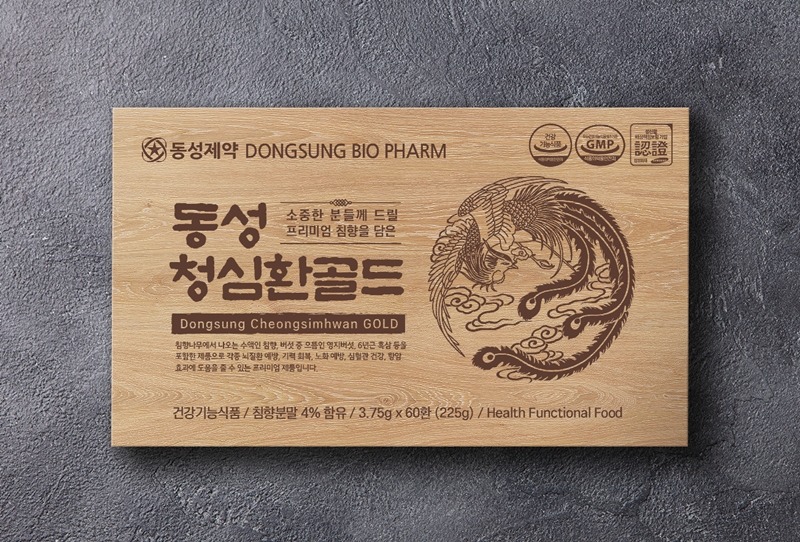 동성제약 DONGSUNG BIO PHARM
건강
기능식품
GMP
認證
동성
소중한 분들께 드릴
프리미엄 침향을 담은
청심환골드
Dongsung Cheongsimhwan GOLD
침향나무에서 나오는 수액인 침향, 버섯 중 으뜸인 영지버섯, 6년근 홍삼 등을
포함한 제품으로 각종 뇌질환 예방, 기력 회복, 노화 예방, 심혈관 건강, 항암
효과에 도움을 줄 수 있는 프리미엄 제품입니다.
건강기능식품 / 침향분말 4% 함유 / 3.75g x 60환 (225g) / Health Functional Food